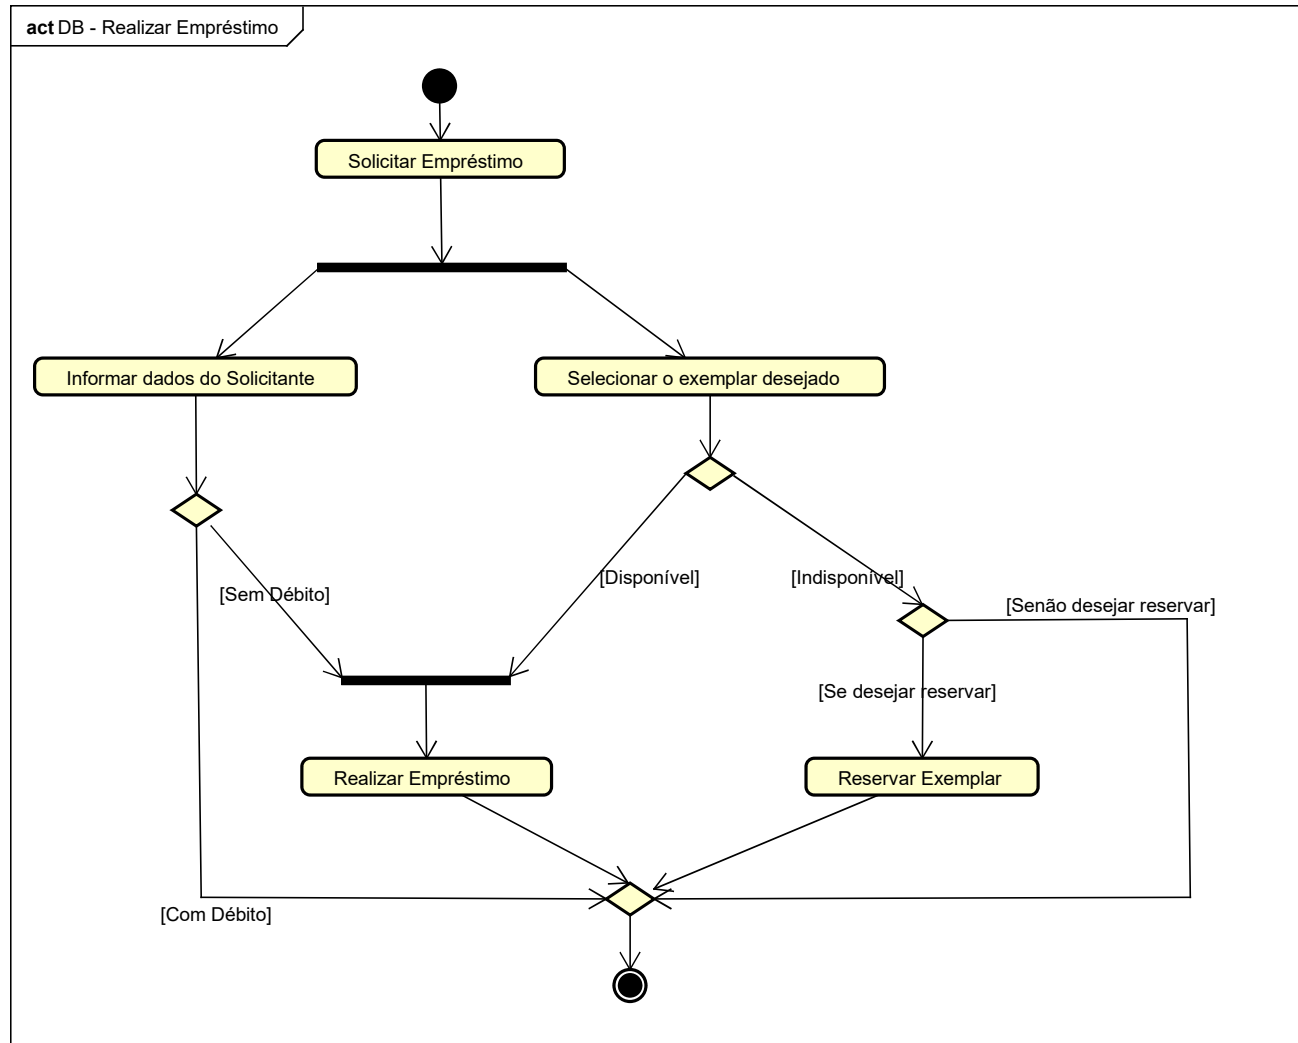 act DB - Realizar Empréstimo
Solicitar Empréstimo
Informar dados do Solicitante
Selecionar o exemplar desejado
[Sem Débito]
[Disponível]
[Indisponível]
[Senão desejar reservar]
[Se desejar reservar]
Realizar Empréstimo
Reservar Exemplar
[Com Débito]